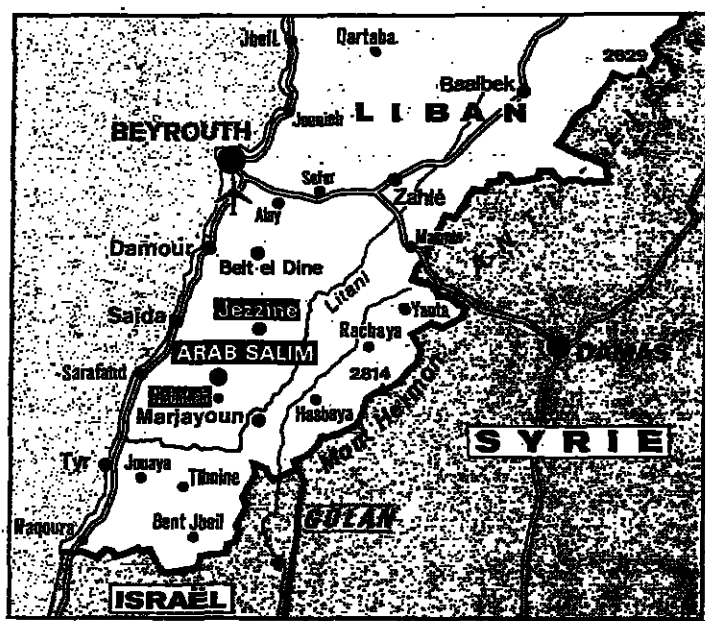 Jbeil
Qartaba
2629
Baalbek
LIBAN
Jounieh
BEYROUTH
Sofar
Zahlé
Aley
Damour
Beit el Dine
Litani
Yanta
Saïda
Jezzine
Rachaya
DAMAS
ARAB SALIM
Sarafand
2814
Hasbaya
Marjayoun
Mont Hermon
SYRIE
Tyr
Jouaya
Tibnine
GOLAN
Naqoura
Bent Jbeil
ISRAËL